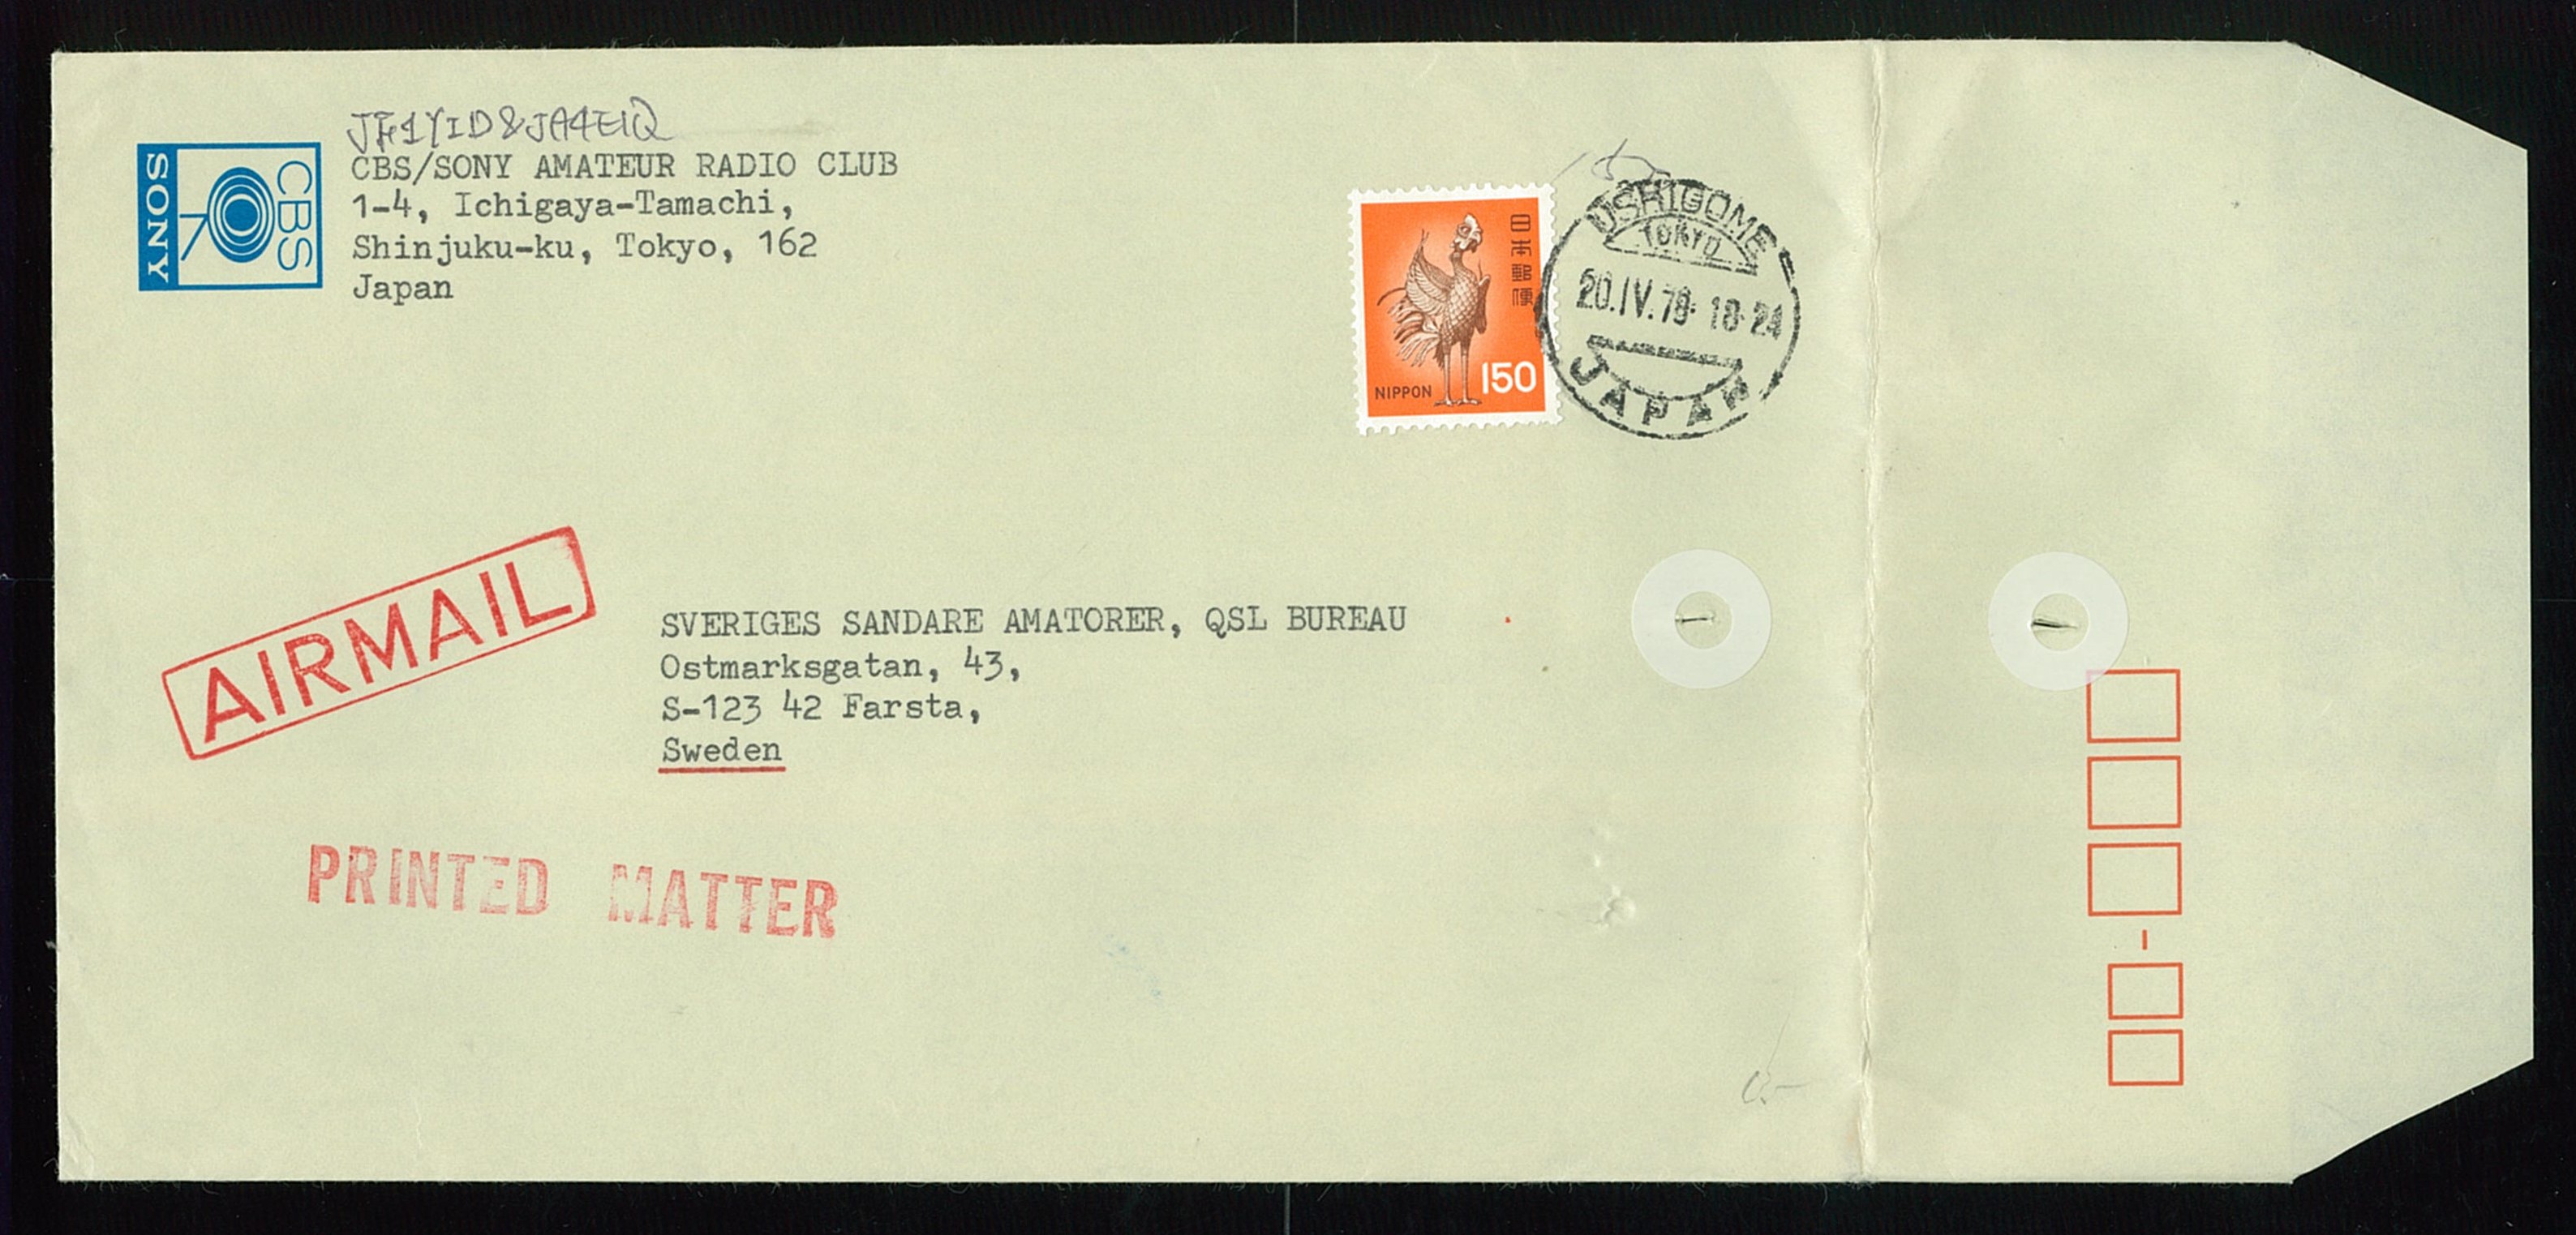 JF1YID & JA4EIQ
CBS/SONY AMATEUR RADIO CLUB
1-4, Ichigaya-Tamachi,
Shinjuku-ku, Tokyo, 162
Japan
CBS
SONY
日本郵便
NIPPON
150
USHIGOME
TOKYO
20.IV.78. 18-24
JAPAN
AIRMAIL
SVERIGES SANDARE AMATORER, QSL BUREAU
Ostmarksgatan, 43,
S-123 42 Farsta,
Sweden
PRINTED MATTER